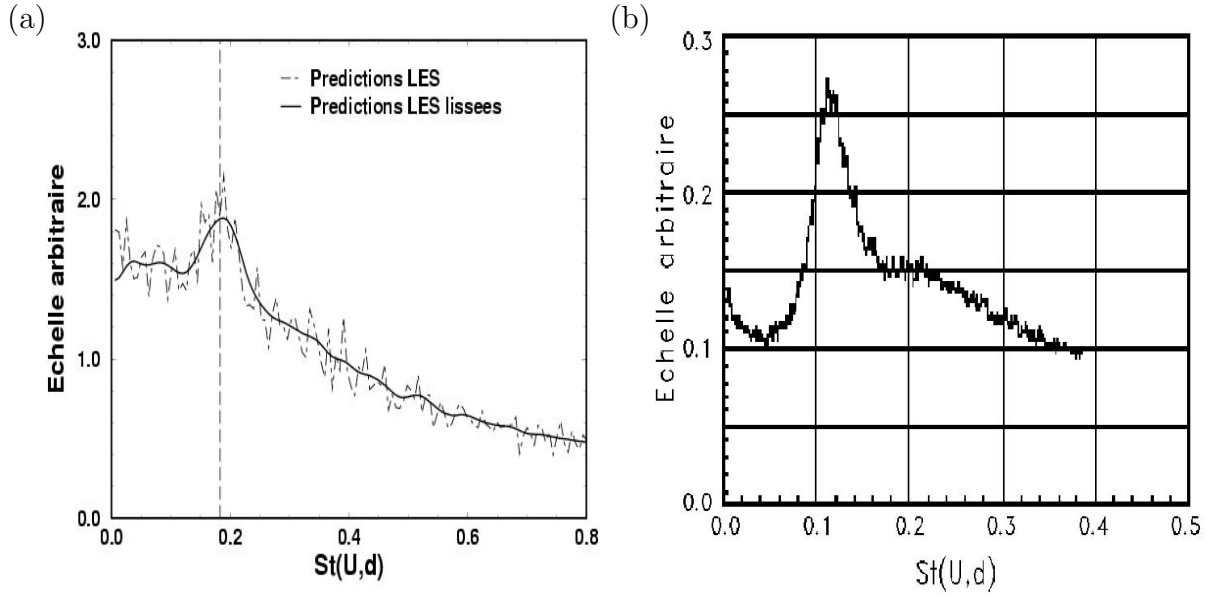 (a)
3.0
2.0
1.0
0.0
Echelle arbitraire
Predictions LES
Predictions LES lissees
0.0 0.2 0.4 0.6 0.8
St(U,d)
(b)
0.3
0.2
0.1
0.0
Echelle arbitraire
0.0 0.1 0.2 0.3 0.4 0.5
St(U,d)